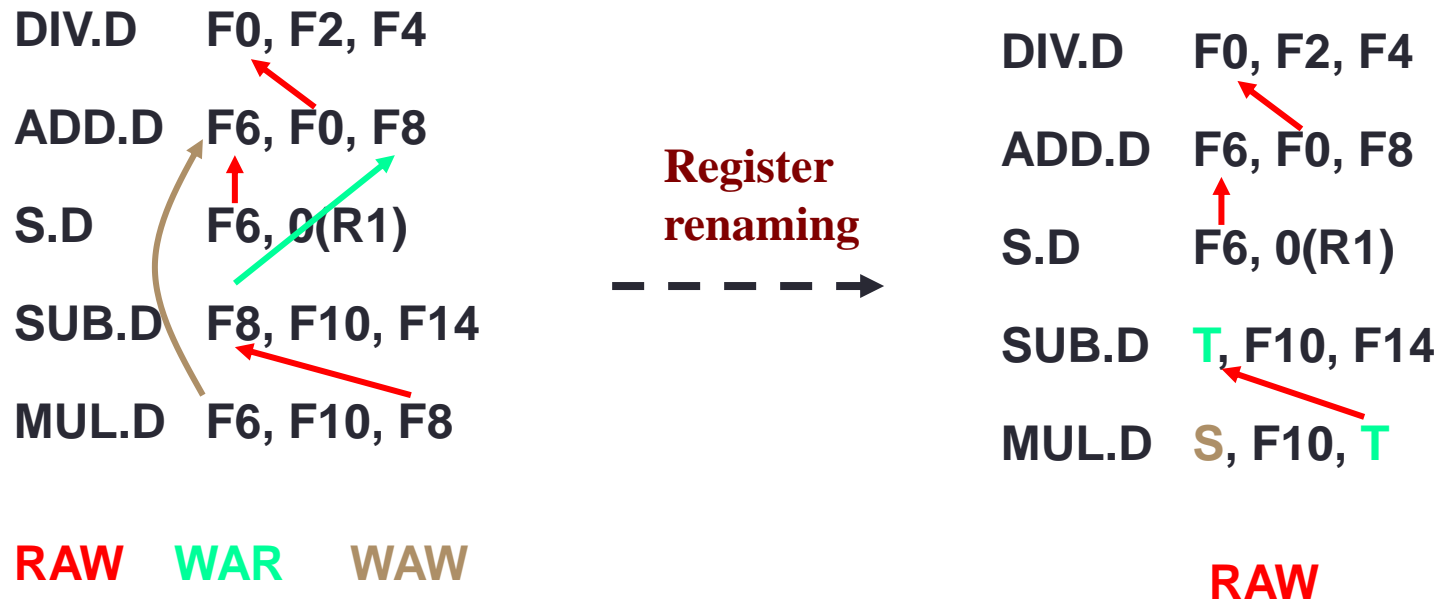 DIV.D F0, F2, F4
ADD.D F6, F0, F8
S.D F6, 0(R1)
SUB.D F8, F10, F14
MUL.D F6, F10, F8
RAW WAR WAW
Register
renaming
DIV.D F0, F2, F4
ADD.D F6, F0, F8
S.D F6, 0(R1)
SUB.D T, F10, F14
MUL.D S, F10, T
RAW